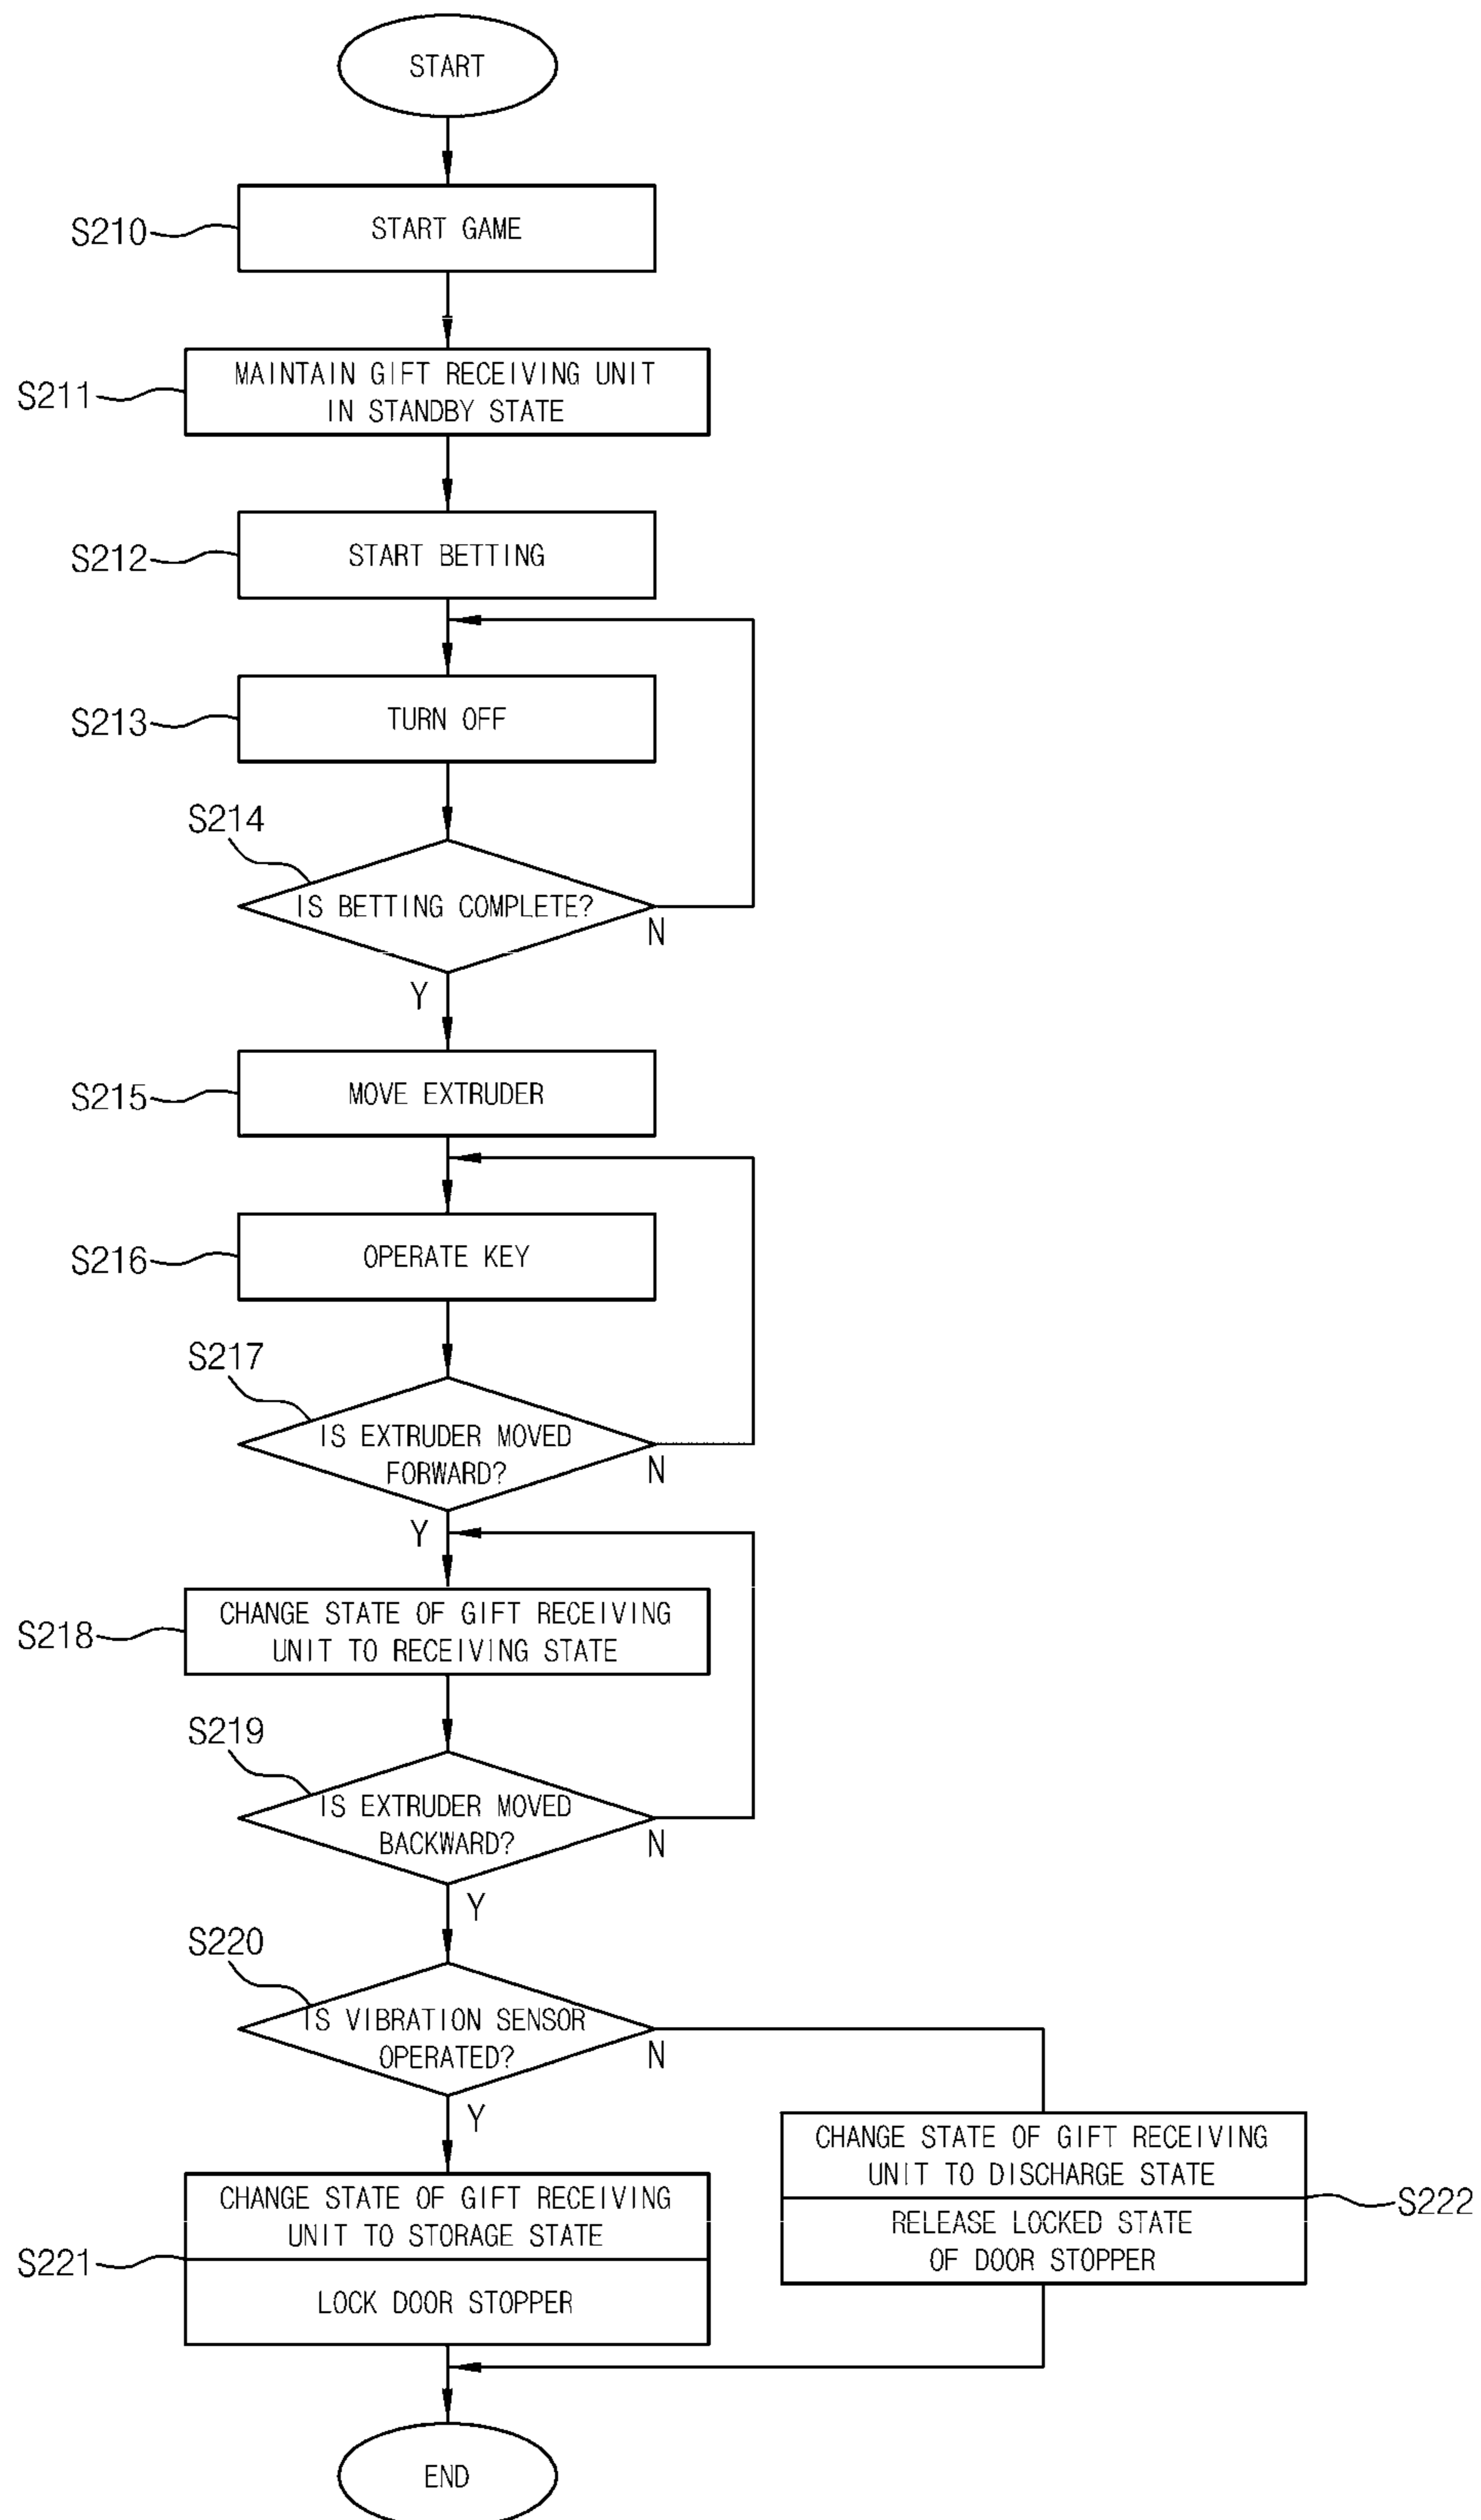 START
S210
START GAME
S211
MAINTAIN GIFT RECEIVING UNIT
IN STANDBY STATE
S212
START BETTING
S213
TURN OFF
S214
IS BETTING COMPLETE?
N
Y
S215
MOVE EXTRUDER
S216
OPERATE KEY
S217
IS EXTRUDER MOVED
FORWARD?
N
Y
S218
CHANGE STATE OF GIFT RECEIVING
UNIT TO RECEIVING STATE
S219
IS EXTRUDER MOVED
BACKWARD?
N
Y
S220
IS VIBRATION SENSOR
OPERATED?
N
Y
CHANGE STATE OF GIFT RECEIVING
UNIT TO DISCHARGE STATE
RELEASE LOCKED STATE
OF DOOR STOPPER
S222
CHANGE STATE OF GIFT RECEIVING
UNIT TO STORAGE STATE
S221
LOCK DOOR STOPPER
END